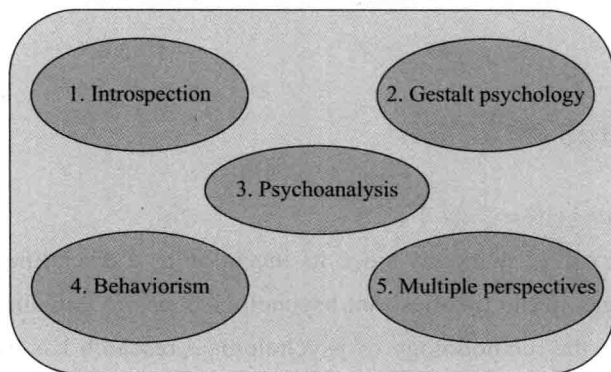 1. Introspection
2. Gestalt psychology
3. Psychoanalysis
4. Behaviorism
5. Multiple perspectives